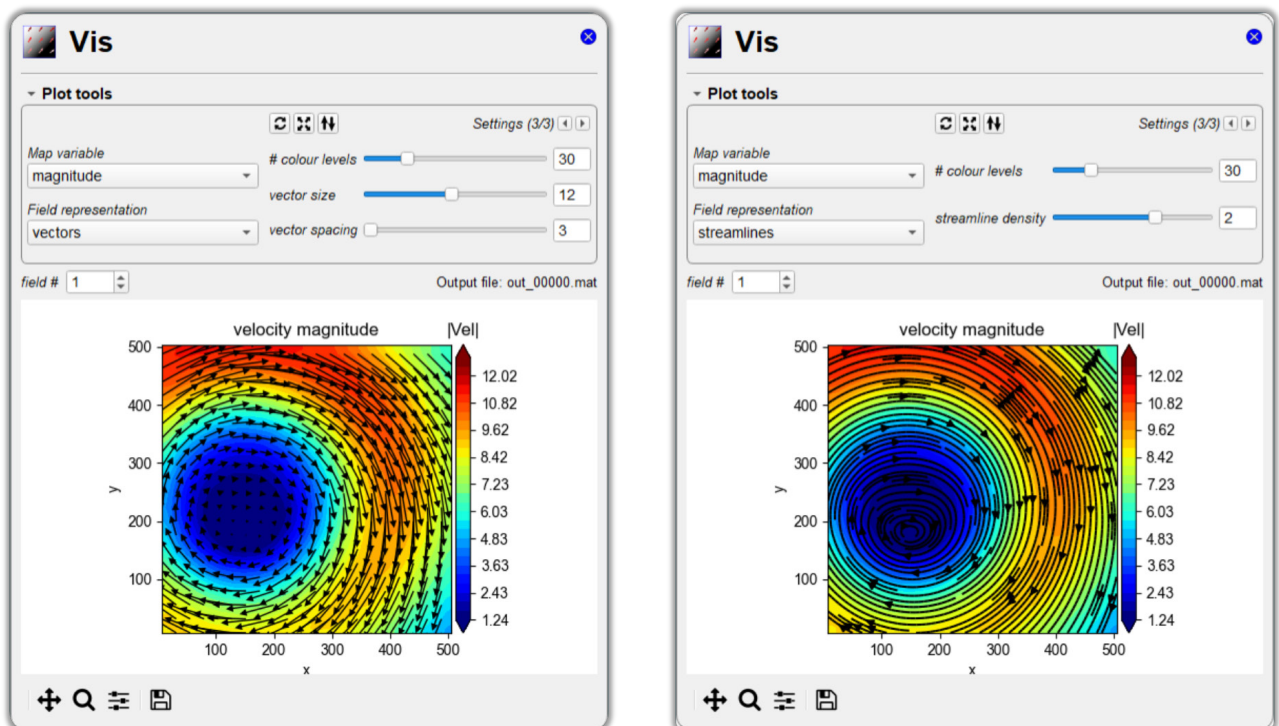 Vis
Plot tools
Settings (3/3)
Map variable
magnitude
# colour levels 30
vector size 12
Field representation
vectors
vector spacing 3
field # 1
Output file: out_00000.mat
velocity magnitude |Vel|
500
400
300
200
100
y
100 200 300 400 500
x
12.02
10.82
9.62
8.42
7.23
6.03
4.83
3.63
2.43
1.24
Vis
Plot tools
Settings (3/3)
Map variable
magnitude
# colour levels 30
Field representation
streamlines
streamline density 2
field # 1
Output file: out_00000.mat
velocity magnitude |Vel|
500
400
300
200
100
y
100 200 300 400 500
x
12.02
10.82
9.62
8.42
7.23
6.03
4.83
3.63
2.43
1.24